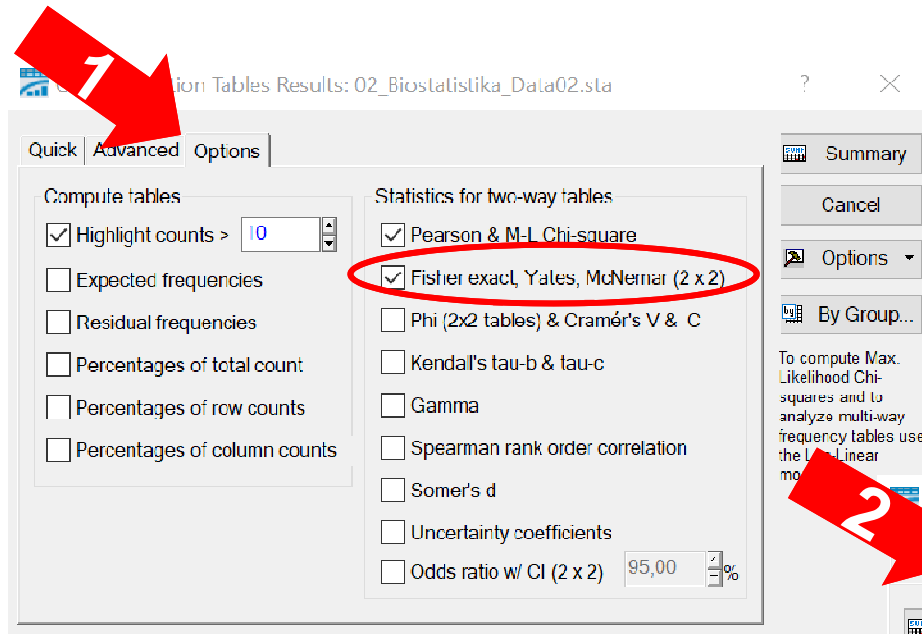 1
tion Tables Results: 02_Biostatistika_Data02.sta
?
Quick Advanced Options
Compute tables
Highlight counts > 10
Expected frequencies
Residual frequencies
Percentages of total count
Percentages of row counts
Percentages of column counts
Statistics for two-way tables
Pearson & M-L Chi-square
Fisher exact, Yates, McNemar (2 x 2)
Phi (2x2 tables) & Cramér's V & C
Kendall's tau-b & tau-c
Gamma
Spearman rank order correlation
Somer's d
Uncertainty coefficients
Odds ratio w/ CI (2 x 2) 95,00 %
Summary
Cancel
Options
By Group...
To compute Max.
Likelihood Chi-
squares and to
analyze multi-way
frequency tables use
the Linear
2